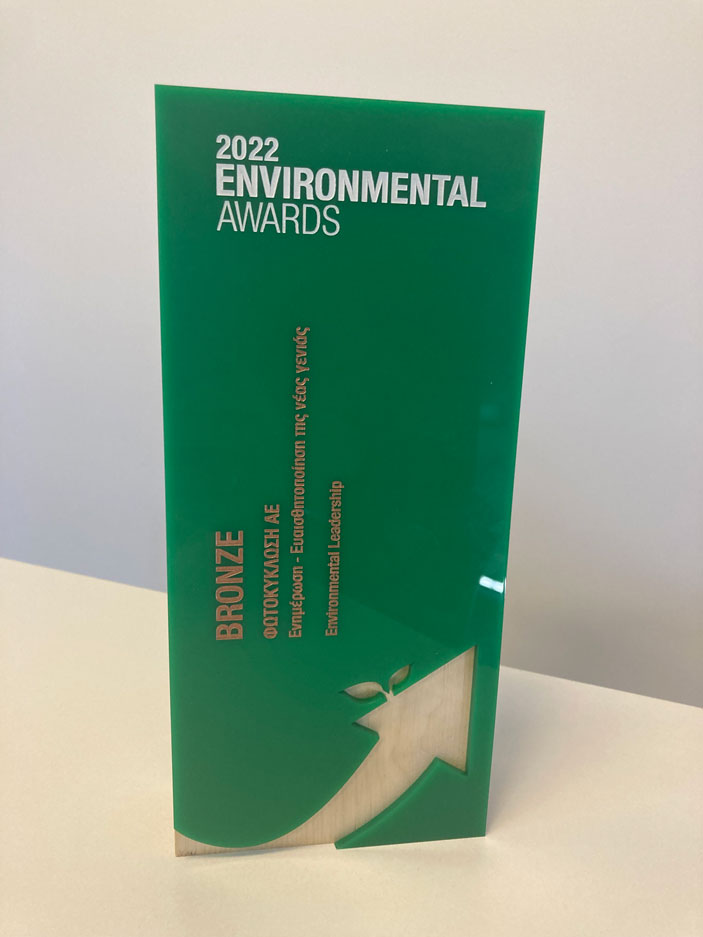 2022
ENVIRONMENTAL
AWARDS
BRONZE
ΦΩΤΟΚΥΚΛΩΣΗ ΑΕ
Ενημέρωση - Ευαισθητοποίηση της νέας γενιάς
Environmental Leadership